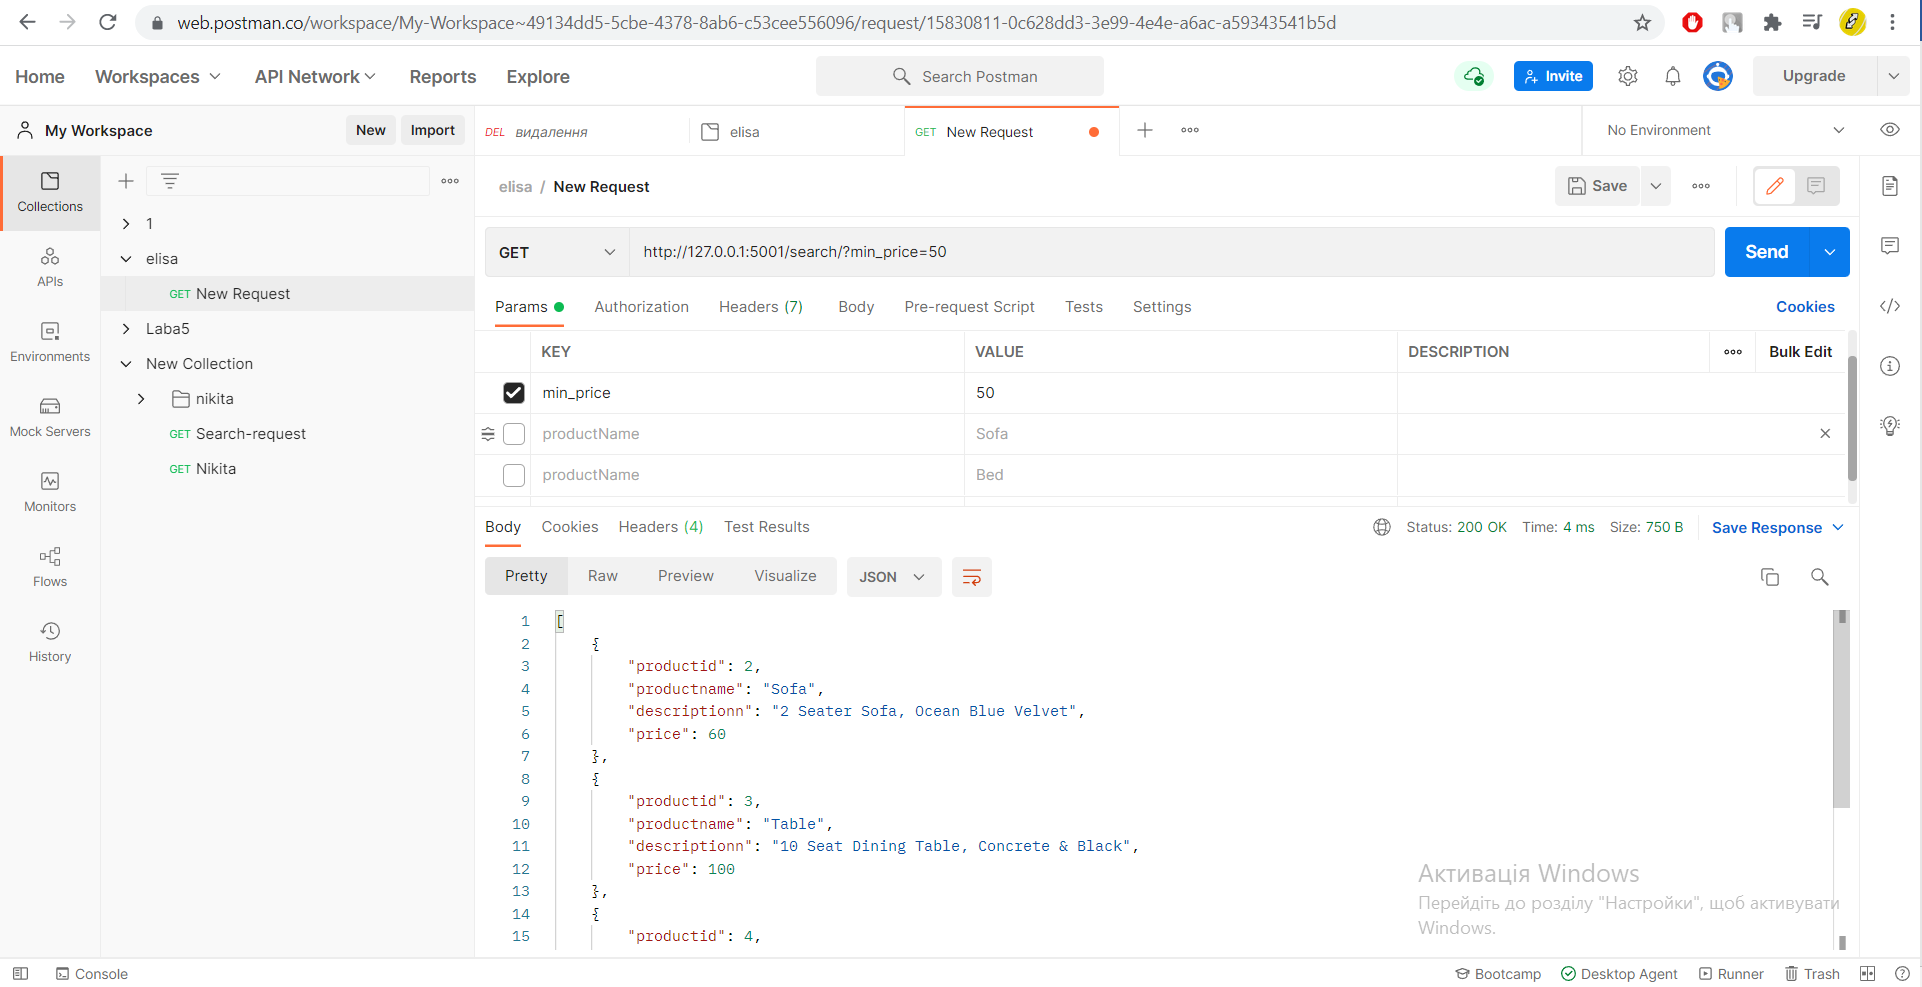 web.postman.co/workspace/My-Workspace~49134dd5-5cbe-4378-8ab6-c53cee556096/request/15830811-0c628dd3-3e99-4e4e-a6ac-a59343541b5d
Home Workspaces API Network Reports Explore Search Postman Invite Upgrade
My Workspace New Import DEL видалення elisa GET New Request No Environment
Collections
APIs
Environments
Mock Servers
Monitors
Flows
History
1
elisa
GET New Request
Laba5
New Collection
nikita
GET Search-request
GET Nikita
elisa / New Request Save
GET http://127.0.0.1:5001/search/?min_price=50 Send
Params Authorization Headers (7) Body Pre-request Script Tests Settings Cookies
KEY VALUE DESCRIPTION Bulk Edit
min_price 50
productName Sofa
productName Bed
Body Cookies Headers (4) Test Results Status: 200 OK Time: 4 ms Size: 750 B Save Response
Pretty Raw Preview Visualize JSON
1 [
2 {
3 "productid": 2,
4 "productname": "Sofa",
5 "descriptionn": "2 Seater Sofa, Ocean Blue Velvet",
6 "price": 60
7 },
8 {
9 "productid": 3,
10 "productname": "Table",
11 "descriptionn": "10 Seat Dining Table, Concrete & Black",
12 "price": 100
13 },
14 {
15 "productid": 4,
Активація Windows
Перейдіть до розділу "Настройки", щоб активувати
Windows.
Console Bootcamp Desktop Agent Runner Trash